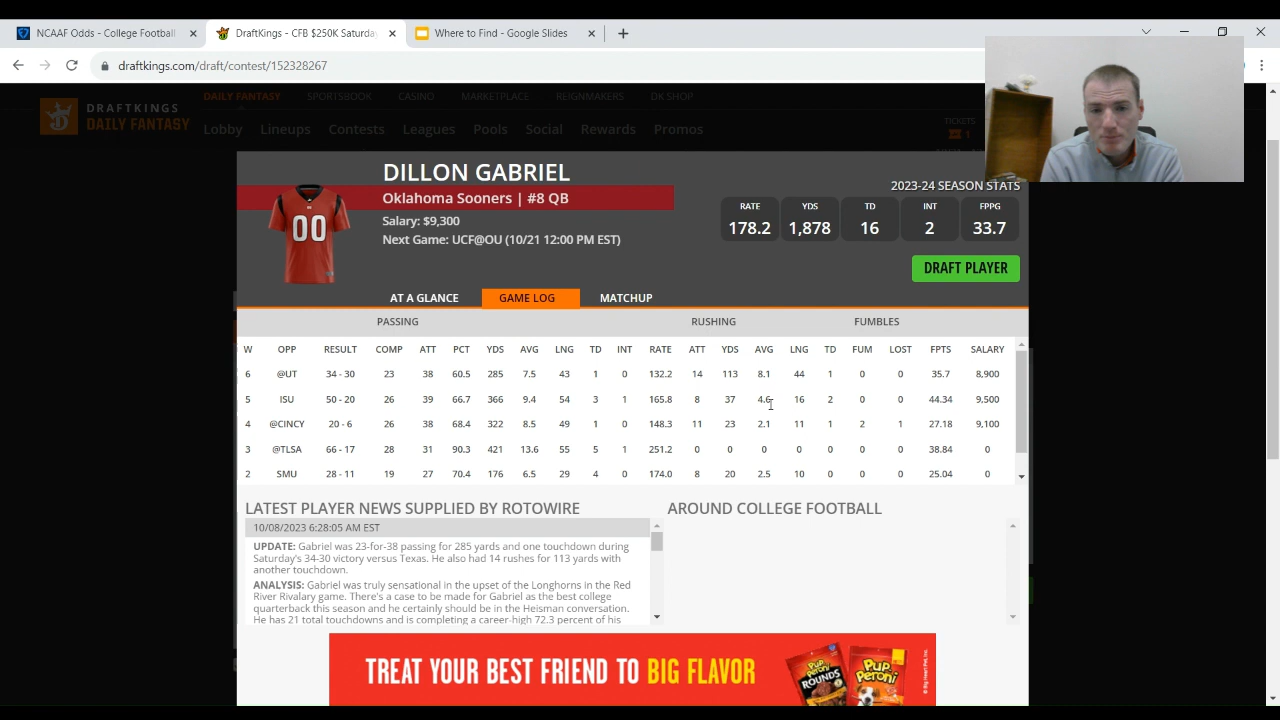 NCAAF Odds - College Football
DraftKings - CFB $250K Saturda
Where to Find - Google Slides
draftkings.com/draft/contest/152328267
DRAFTKINGS
DAILY FANTASY
DAILY FANTASY SPORTSBOOK CASINO MARKETPLACE REIGNMAKERS DK SHOP
Lobby Lineups Contests Leagues Pools Social Rewards Promos
TICKETS
1
DILLON GABRIEL
Oklahoma Sooners | #8 QB
Salary: $9,300
Next Game: UCF@OU (10/21 12:00 PM EST)
00
2023-24 SEASON STATS
RATE YDS TD INT FPPG
178.2 1,878 16 2 33.7
DRAFT PLAYER
AT A GLANCE GAME LOG MATCHUP
PASSING RUSHING FUMBLES
W OPP RESULT COMP ATT PCT YDS AVG LNG TD INT RATE ATT YDS AVG LNG TD FUM LOST FPTS SALARY
6 @UT 34 - 30 23 38 60.5 285 7.5 43 1 0 132.2 14 113 8.1 44 1 0 0 35.7 8,900
5 ISU 50 - 20 26 39 66.7 366 9.4 54 3 1 165.8 8 37 4.6 16 2 0 0 44.34 9,500
4 @CINCY 20 - 6 26 38 68.4 322 8.5 49 1 0 148.3 11 23 2.1 11 1 2 1 27.18 9,100
3 @TLSA 66 - 17 28 31 90.3 421 13.6 55 5 1 251.2 0 0 0 0 0 0 0 38.84 0
2 SMU 28 - 11 19 27 70.4 176 6.5 29 4 0 174.0 8 20 2.5 10 0 0 0 25.04 0
LATEST PLAYER NEWS SUPPLIED BY ROTOWIRE
10/08/2023 6:28:05 AM EST
UPDATE: Gabriel was 23-for-38 passing for 285 yards and one touchdown during
Saturday's 34-30 victory versus Texas. He also had 14 rushes for 113 yards with
another touchdown.
ANALYSIS: Gabriel was truly sensational in the upset of the Longhorns in the Red
River Rivalary game. There's a case to be made for Gabriel as the best college
quarterback this season and he certainly should be in the Heisman conversation.
He has 21 total touchdowns and is completing a career-high 72.3 percent of his
AROUND COLLEGE FOOTBALL
TREAT YOUR BEST FRIEND TO BIG FLAVOR
Pup-Peroni
ROUNDS
Pup-Peroni